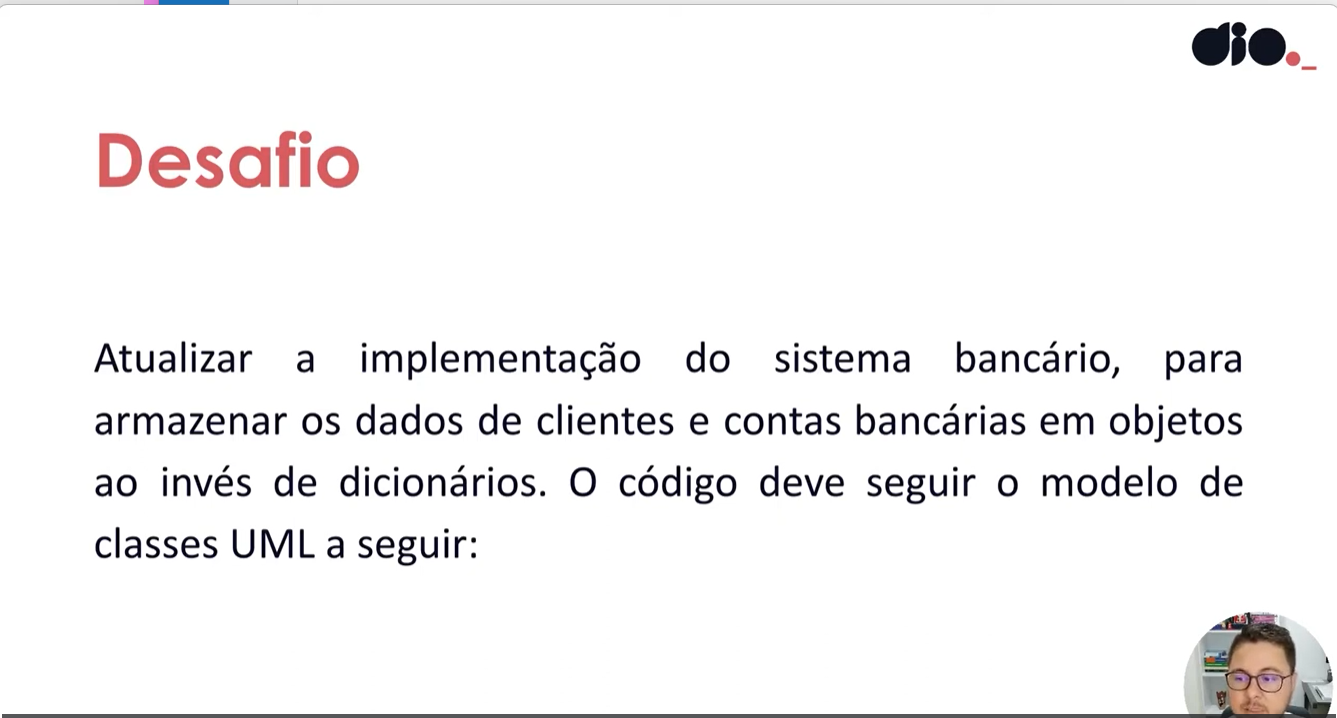 dio._
Desafio
Atualizar a implementação do sistema bancário, para
armazenar os dados de clientes e contas bancárias em objetos
ao invés de dicionários. O código deve seguir o modelo de
classes UML a seguir: